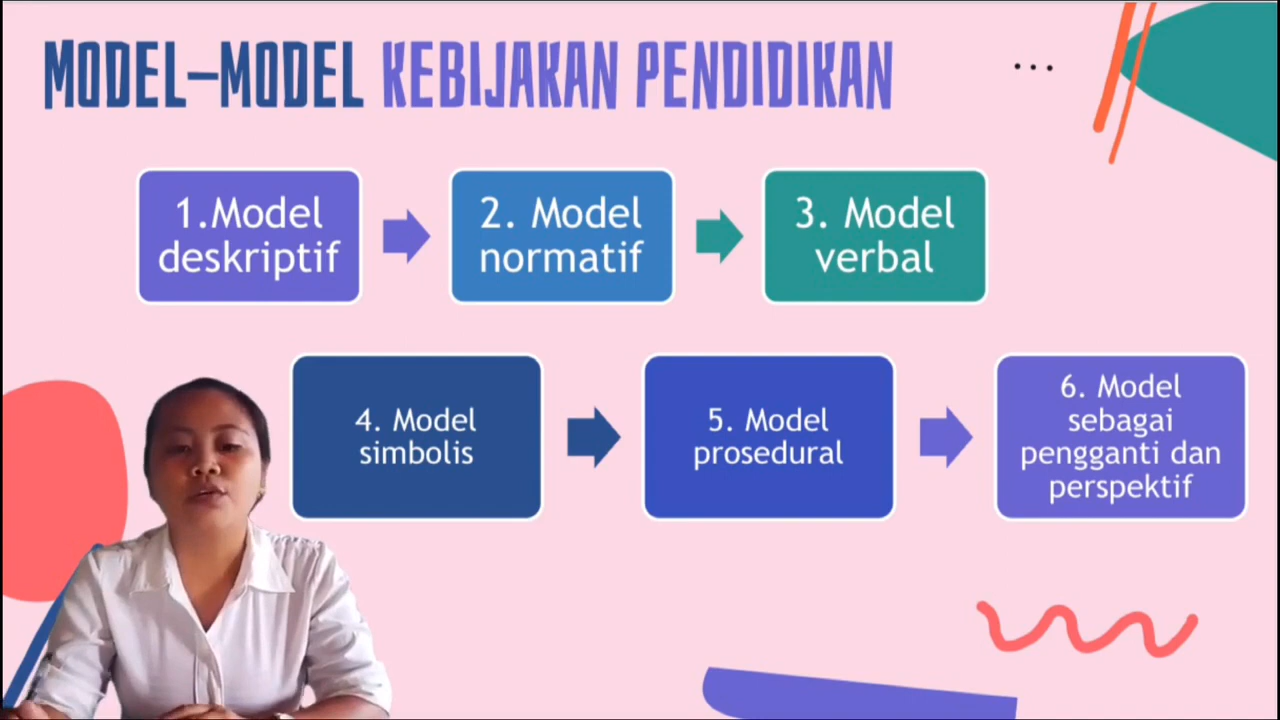 MODEL-MODEL KEBIJAKAN PENDIDIKAN
1.Model
deskriptif
2. Model
normatif
3. Model
verbal
4. Model
simbolis
5. Model
prosedural
6. Model
sebagai
pengganti dan
perspektif